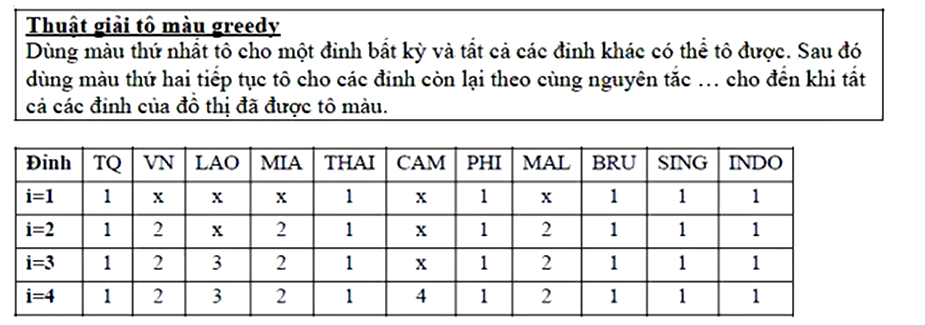 Thuật giải tô màu greedy
Dùng màu thứ nhất tô cho một đỉnh bất kỳ và tất cả các đỉnh khác có thể tô được. Sau đó
dùng màu thứ hai tiếp tục tô cho các đỉnh còn lại theo cùng nguyên tắc … cho đến khi tất
cả các đỉnh của đồ thị đã được tô màu.
Đỉnh TQ VN LAO MIA THAI CAM PHI MAL BRU SING INDO
i=1 1 x x x 1 x 1 x 1 1 1
i=2 1 2 x 2 1 x 1 2 1 1 1
i=3 1 2 3 2 1 x 1 2 1 1 1
i=4 1 2 3 2 1 4 1 2 1 1 1